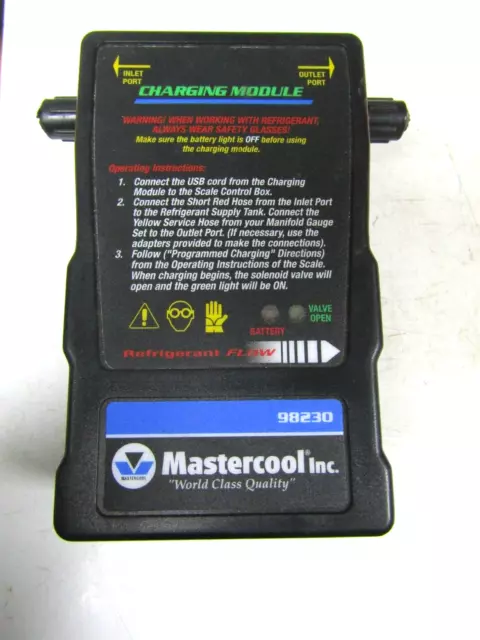 INLET
PORT
OUTLET
PORT
CHARGING MODULE
WARNING! WHEN WORKING WITH REFRIGERANT,
ALWAYS WEAR SAFETY GLASSES!
Make sure the battery light is OFF before using
the charging module.
Operating Instructions:
1. Connect the USB cord from the Charging
Module to the Scale Control Box.
2. Connect the Short Red Hose from the Inlet Port
to the Refrigerant Supply Tank. Connect the
Yellow Service Hose from your Manifold Gauge
Set to the Outlet Port. (If necessary, use the
adapters provided to make the connections).
3. Follow ("Programmed Charging" Directions)
from the Operating Instructions of the Scale.
When charging begins, the solenoid valve will
open and the green light will be ON.
BATTERY
VALVE
OPEN
Refrigerant FLOW
98230
MASTERCOOL
Mastercool Inc.
"World Class Quality"